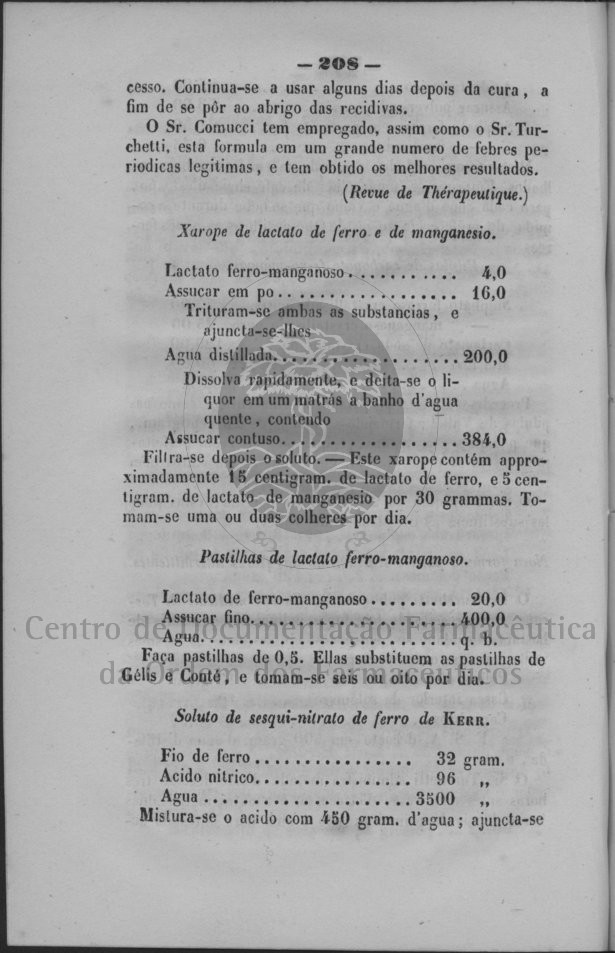 — 208 —
cesso. Continua-se a usar alguns dias depois da cura, a
fim de se pôr ao abrigo das recidivas.
O Sr. Comucci tem empregado, assim como o Sr. Tur-
chetti, esta formula em um grande numero de febres pe-
riodicas legitimas, e tem obtido os melhores resultados.
(Revue de Thérapeutique.)
Xarope de lactato de ferro e de manganesio.
Lactato ferro-manganoso........... 4,0
Assucar em po.................. 16,0
Trituram-se ambas as substancias, e
ajuncta-se-lhes
Agua distillada................... 200,0
Dissolva rapidamente, e deita-se o li-
quor em um matrás a banho d'agua
quente, contendo
Assucar contuso.................. 384,0
Filtra-se depois o soluto. — Este xarope contém appro-
ximadamente 15 centigram. de lactato de ferro, e 5 cen-
tigram. de lactato de manganesio por 30 grammas. To-
mam-se uma ou duas colheres por dia.
Pastilhas de lactato ferro-manganoso.
Lactato de ferro-manganoso......... 20,0
Assucar fino..................... 400,0
Agua.......................... q. b.
Faça pastilhas de 0,5. Ellas substituem as pastilhas de
Gélis e Conté, e tomam-se seis ou oito por dia.
Soluto de sesqui-nitrato de ferro de KERR.
Fio de ferro................ 32 gram.
Acido nitrico................ 96 „
Agua..................... 3500 „
Mistura-se o acido com 450 gram. d'agua; ajuncta-se
Centro de Documentação Farmacêutica
da Ordem dos Farmacêuticos